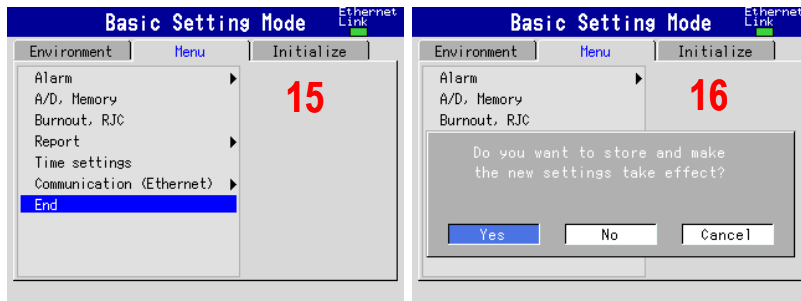 Basic Setting Mode
Ethernet
Link
Environment Menu Initialize
Alarm
15
A/D, Memory
Burnout, RJC
Report
Time settings
Communication (Ethernet)
End
Basic Setting Mode
Ethernet
Link
Environment Menu Initialize
Alarm
16
A/D, Memory
Burnout, RJC
Do you want to store and make
the new settings take effect?
Yes No Cancel